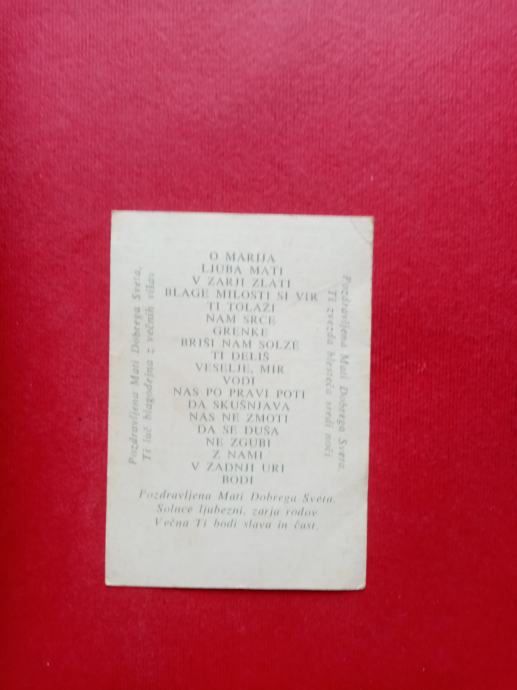 Pozdravljena Mati Dobrega Sveta,
Ti luč blagodejna z večnih višav
O MARIJA
LJUBA MATI
V ZARJI ZLATI
BLAGE MILOSTI SI VIR
TI TOLAŽI
NAM SRCE
GRENKE
BRIŠI NAM SOLZE
TI DELIŠ
VESELJE, MIR
VODI
NAS PO PRAVI POTI
DA SKUŠNJAVA
NAS NE ZMOTI
DA SE DUŠA
NE ZGUBI
Z NAMI
V ZADNJI URI
BODI
Pozdravljena Mati Dobrega Sveta,
Ti zvezda blesteča sredi noči.
Pozdravljena Mati Dobrega Sveta,
Solnce ljubezni, zarja rodov
Večna Ti bodi slava in čast.